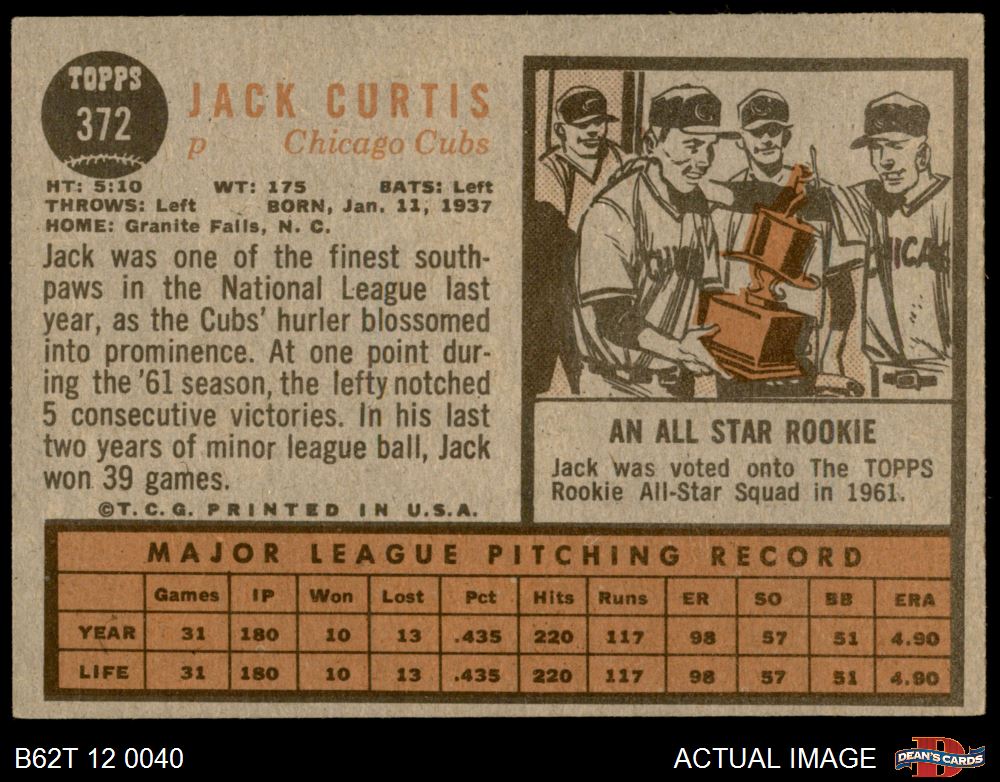 TOPPS
372
JACK CURTIS
p Chicago Cubs
HT: 5:10 WT: 175 BATS: Left
THROWS: Left BORN, Jan. 11, 1937
HOME: Granite Falls, N. C.
Jack was one of the finest south-
paws in the National League last
year, as the Cubs' hurler blossomed
into prominence. At one point dur-
ing the '61 season, the lefty notched
5 consecutive victories. In his last
two years of minor league ball, Jack
won 39 games.
©T.C.G. PRINTED IN U.S.A.
C
C
C
CHICAG
AN ALL STAR ROOKIE
Jack was voted onto The TOPPS
Rookie All-Star Squad in 1961.
MAJOR LEAGUE PITCHING RECORD
Games IP Won Lost Pct Hits Runs ER SO BB ERA
YEAR 31 180 10 13 .435 220 117 98 57 51 4.90
LIFE 31 180 10 13 .435 220 117 98 57 51 4.90
B62T 12 0040
ACTUAL IMAGE
D
DEAN'S CARDS